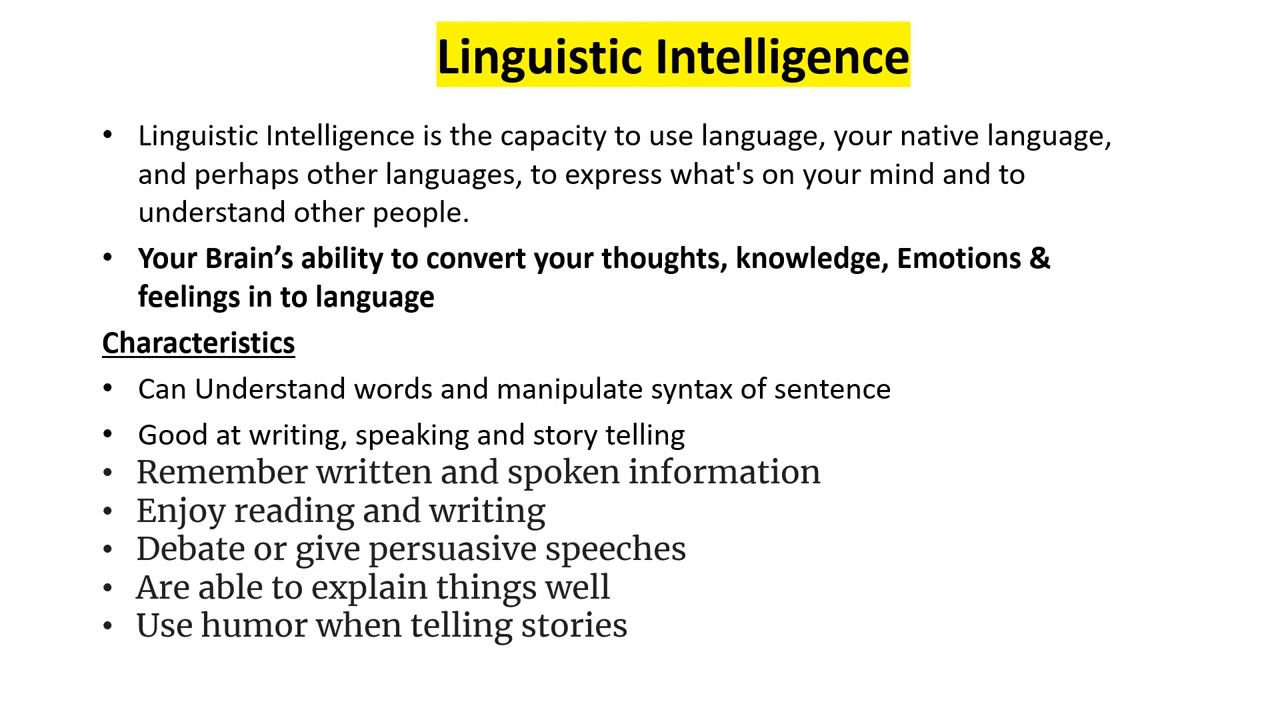 Linguistic Intelligence
• Linguistic Intelligence is the capacity to use language, your native language,
and perhaps other languages, to express what's on your mind and to
understand other people.
• Your Brain’s ability to convert your thoughts, knowledge, Emotions &
feelings in to language
Characteristics
• Can Understand words and manipulate syntax of sentence
• Good at writing, speaking and story telling
• Remember written and spoken information
• Enjoy reading and writing
• Debate or give persuasive speeches
• Are able to explain things well
• Use humor when telling stories